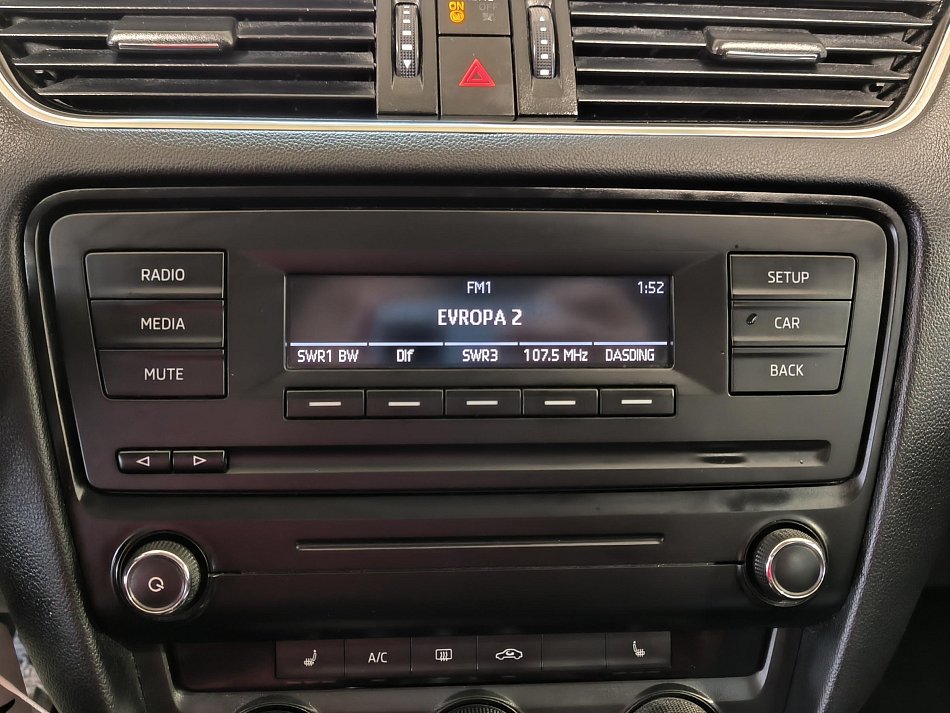 ON OFF
RADIO
MEDIA
MUTE
FM1 1:52
EVROPA 2
SWR1 BW Dlf SWR3 107.5 MHz DASDING
SETUP
CAR
BACK
A/C